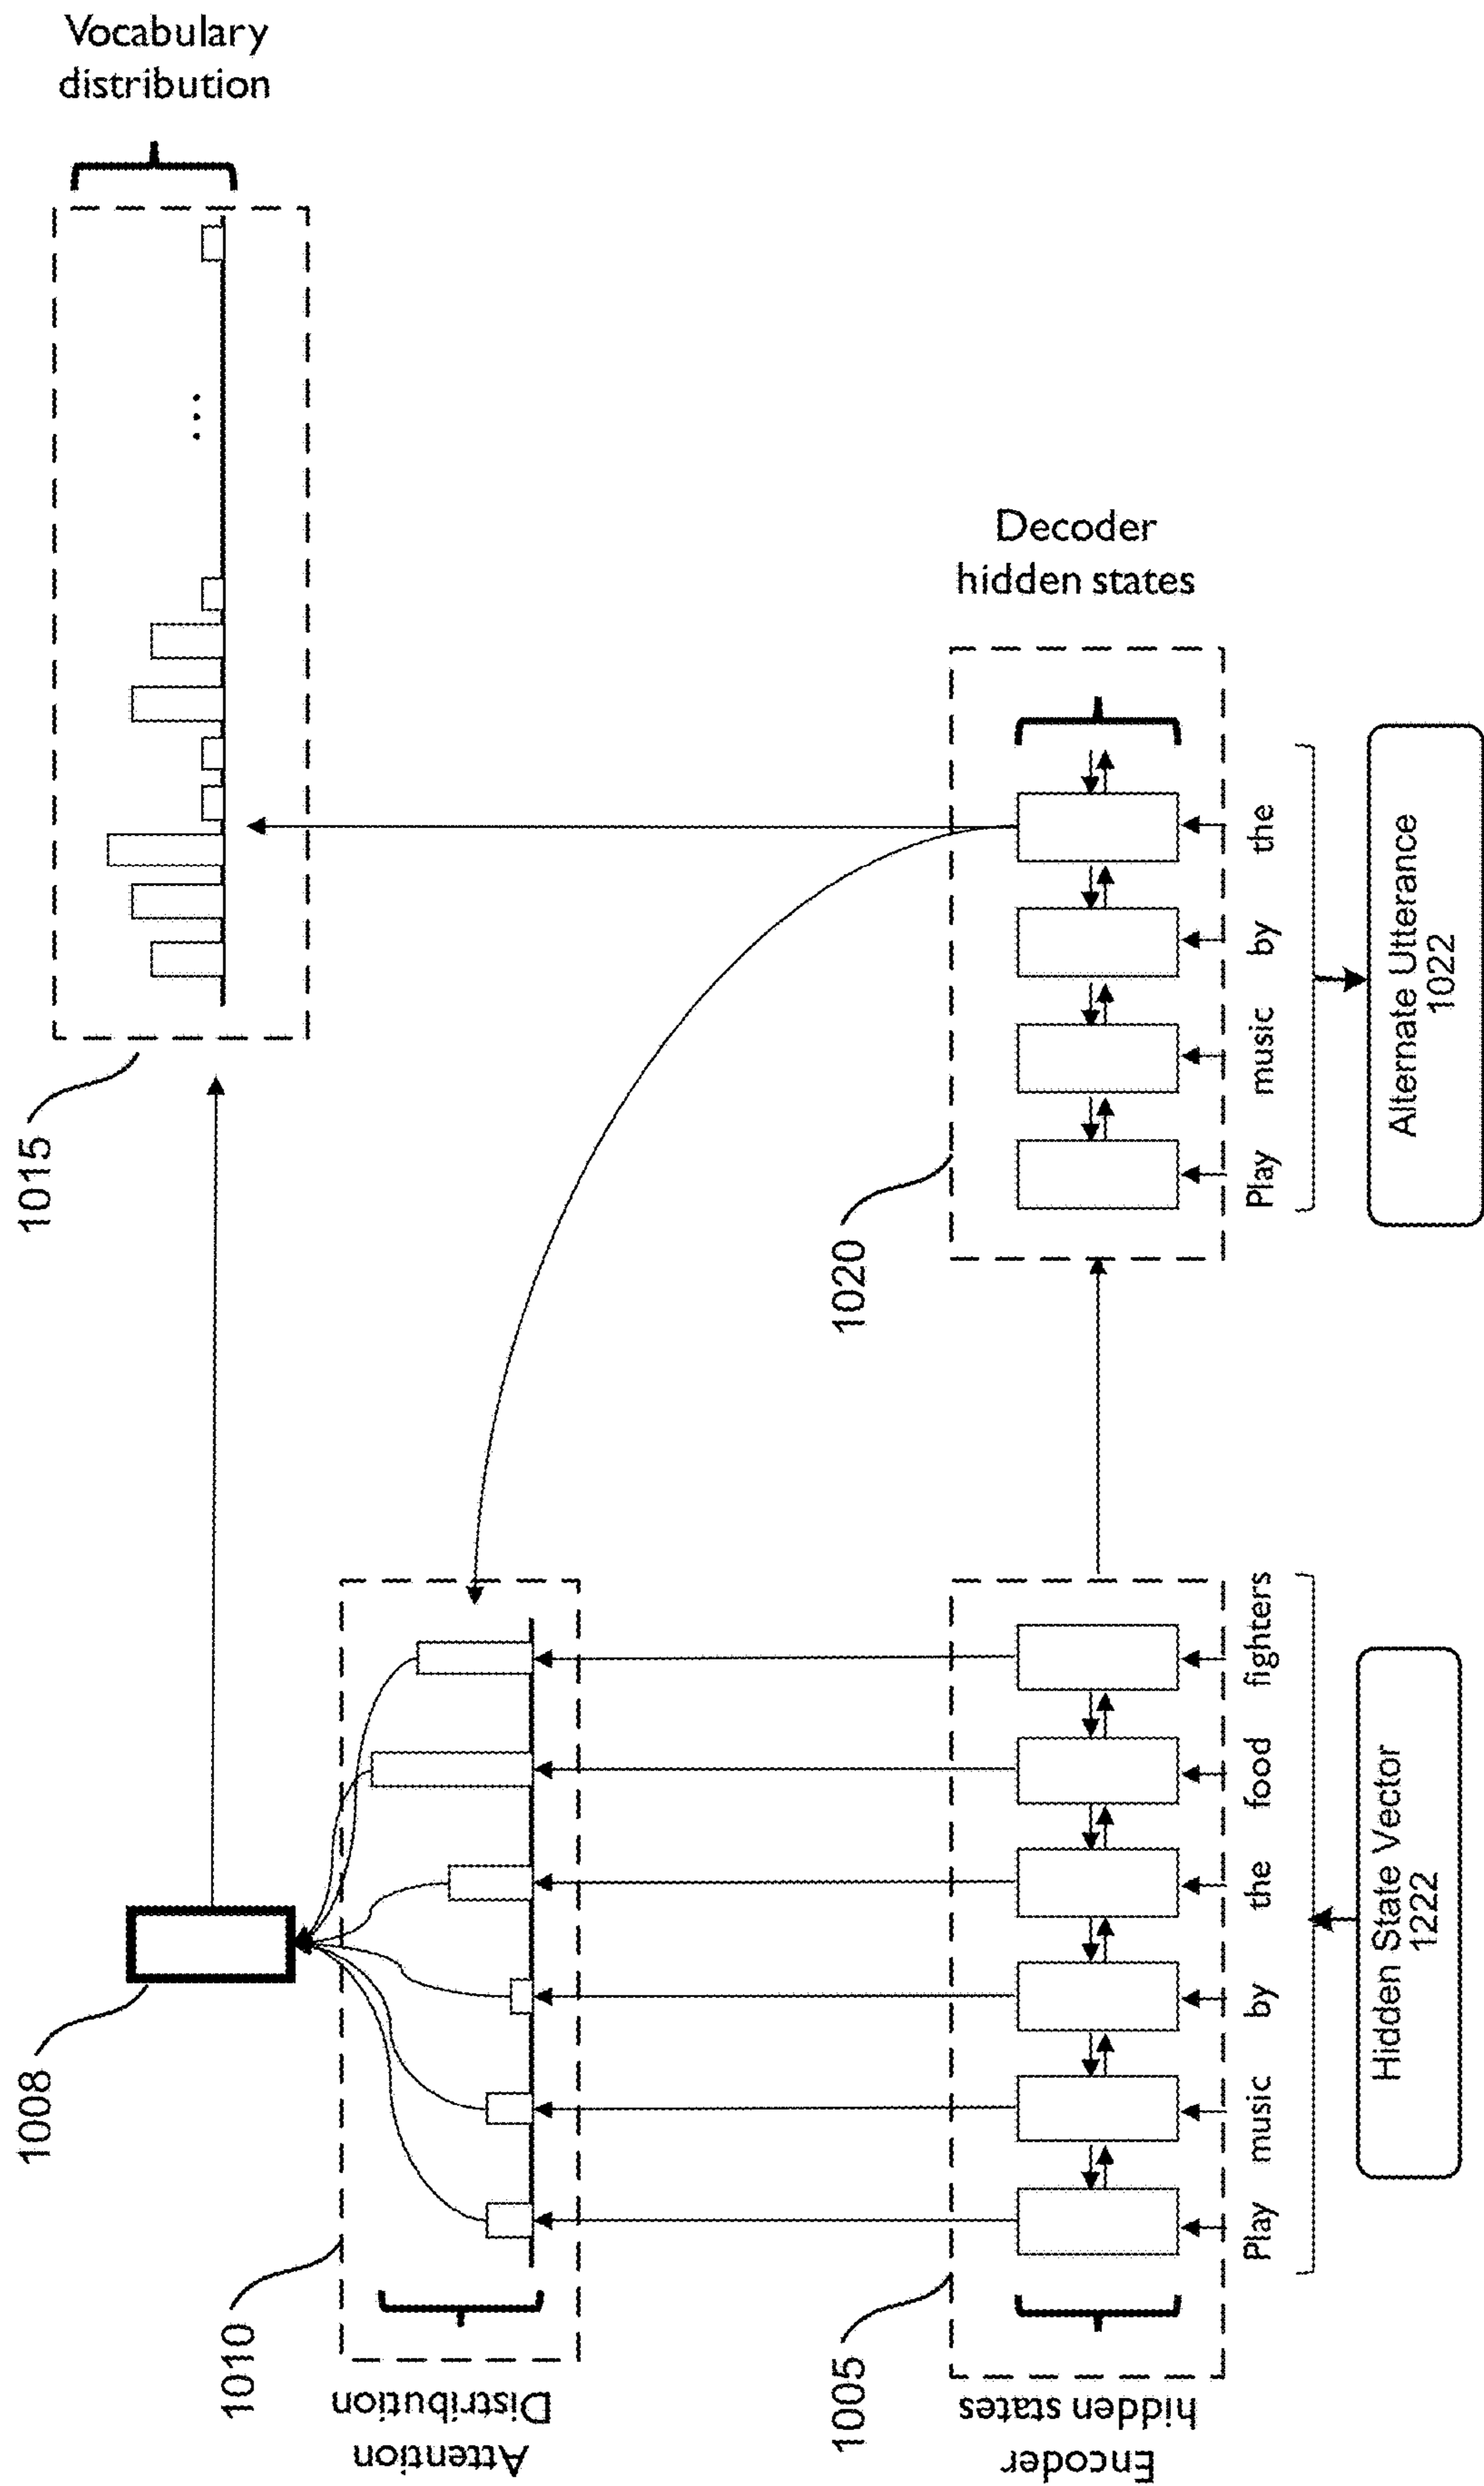 Vocabulary
distribution
1015
1008
1010
Attention
Distribution
Decoder
hidden states
1020
1005
Encoder
hidden states
Play music by the food fighters
Play music by the
Hidden State Vector
1222
Alternate Utterance
1022